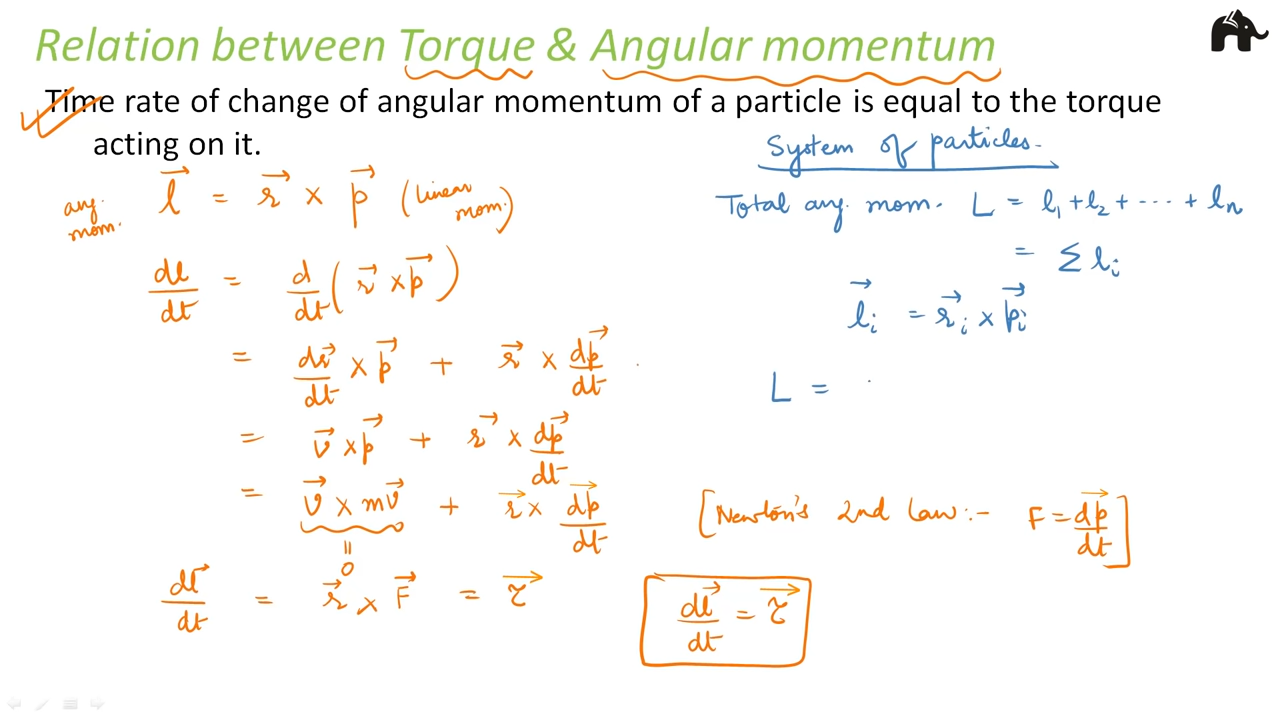 Relation between Torque & Angular momentum
Time rate of change of angular momentum of a particle is equal to the torque
acting on it.
ang. mom. l⃗ = r⃗ × p⃗ (linear mom.)
dl/dt = d/dt (r⃗ × p⃗)
= dr⃗/dt × p⃗ + r⃗ × dp⃗/dt
= v⃗ × p⃗ + r⃗ × dp⃗/dt
= v⃗ × mv⃗ + r⃗ × dp⃗/dt
= 0
dl⃗/dt = r⃗ × F⃗ = τ⃗
System of particles.
Total ang. mom. L = l₁ + l₂ + ··· + lₙ
= Σ lᵢ
l⃗ᵢ = r⃗ᵢ × p⃗ᵢ
L =
[Newton's 2nd Law:- F = dp⃗/dt]
dl⃗/dt = τ⃗